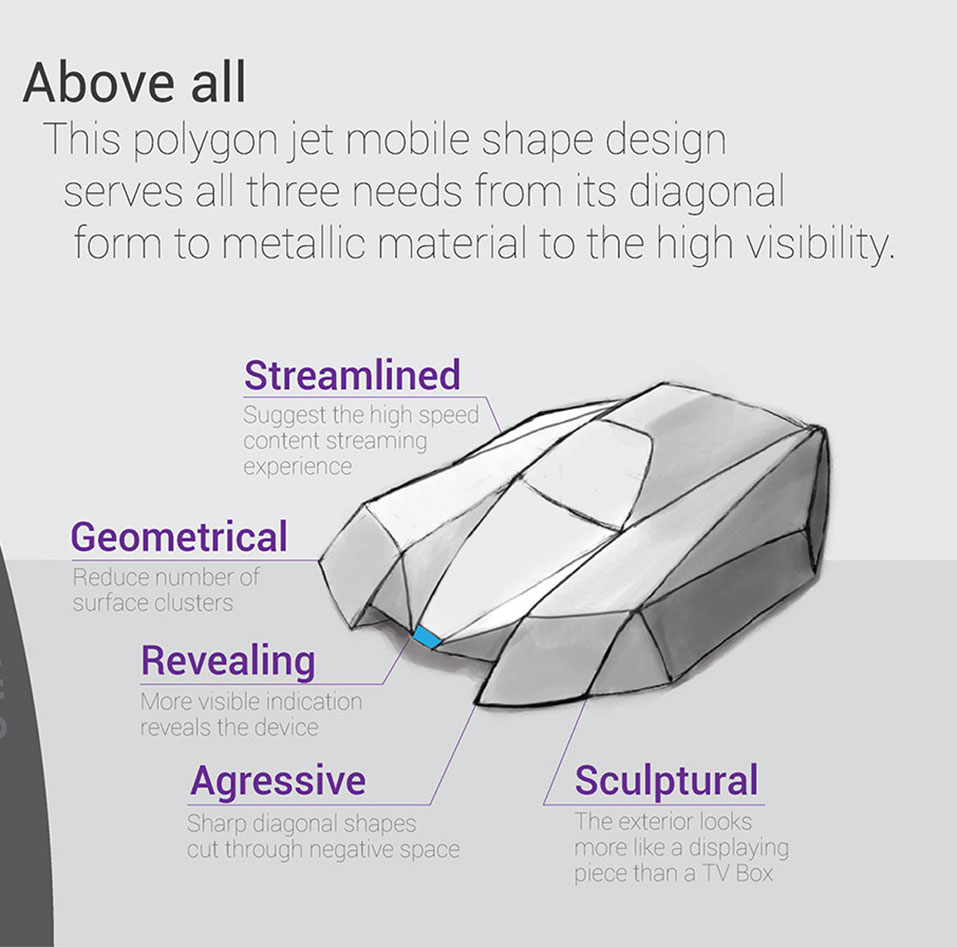 Above all
This polygon jet mobile shape design
serves all three needs from its diagonal
form to metallic material to the high visibility.
Streamlined
Suggest the high speed
content streaming
experience
Geometrical
Reduce number of
surface clusters
Revealing
More visible indication
reveals the device
Agressive
Sharp diagonal shapes
cut through negative space
Sculptural
The exterior looks
more like a displaying
piece than a TV Box